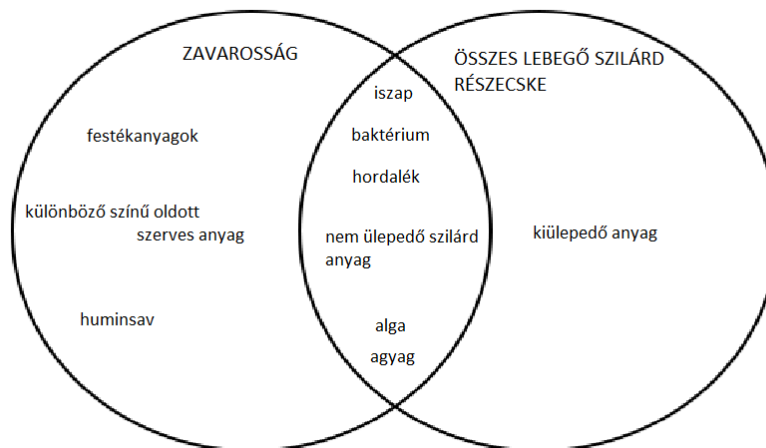 ZAVAROSSÁG
ÖSSZES LEBEGŐ SZILÁRD
RÉSZECSKE
festékanyagok
különböző színű oldott
szerves anyag
huminsav
iszap
baktérium
hordalék
nem ülepedő szilárd
anyag
alga
agyag
kiülepedő anyag